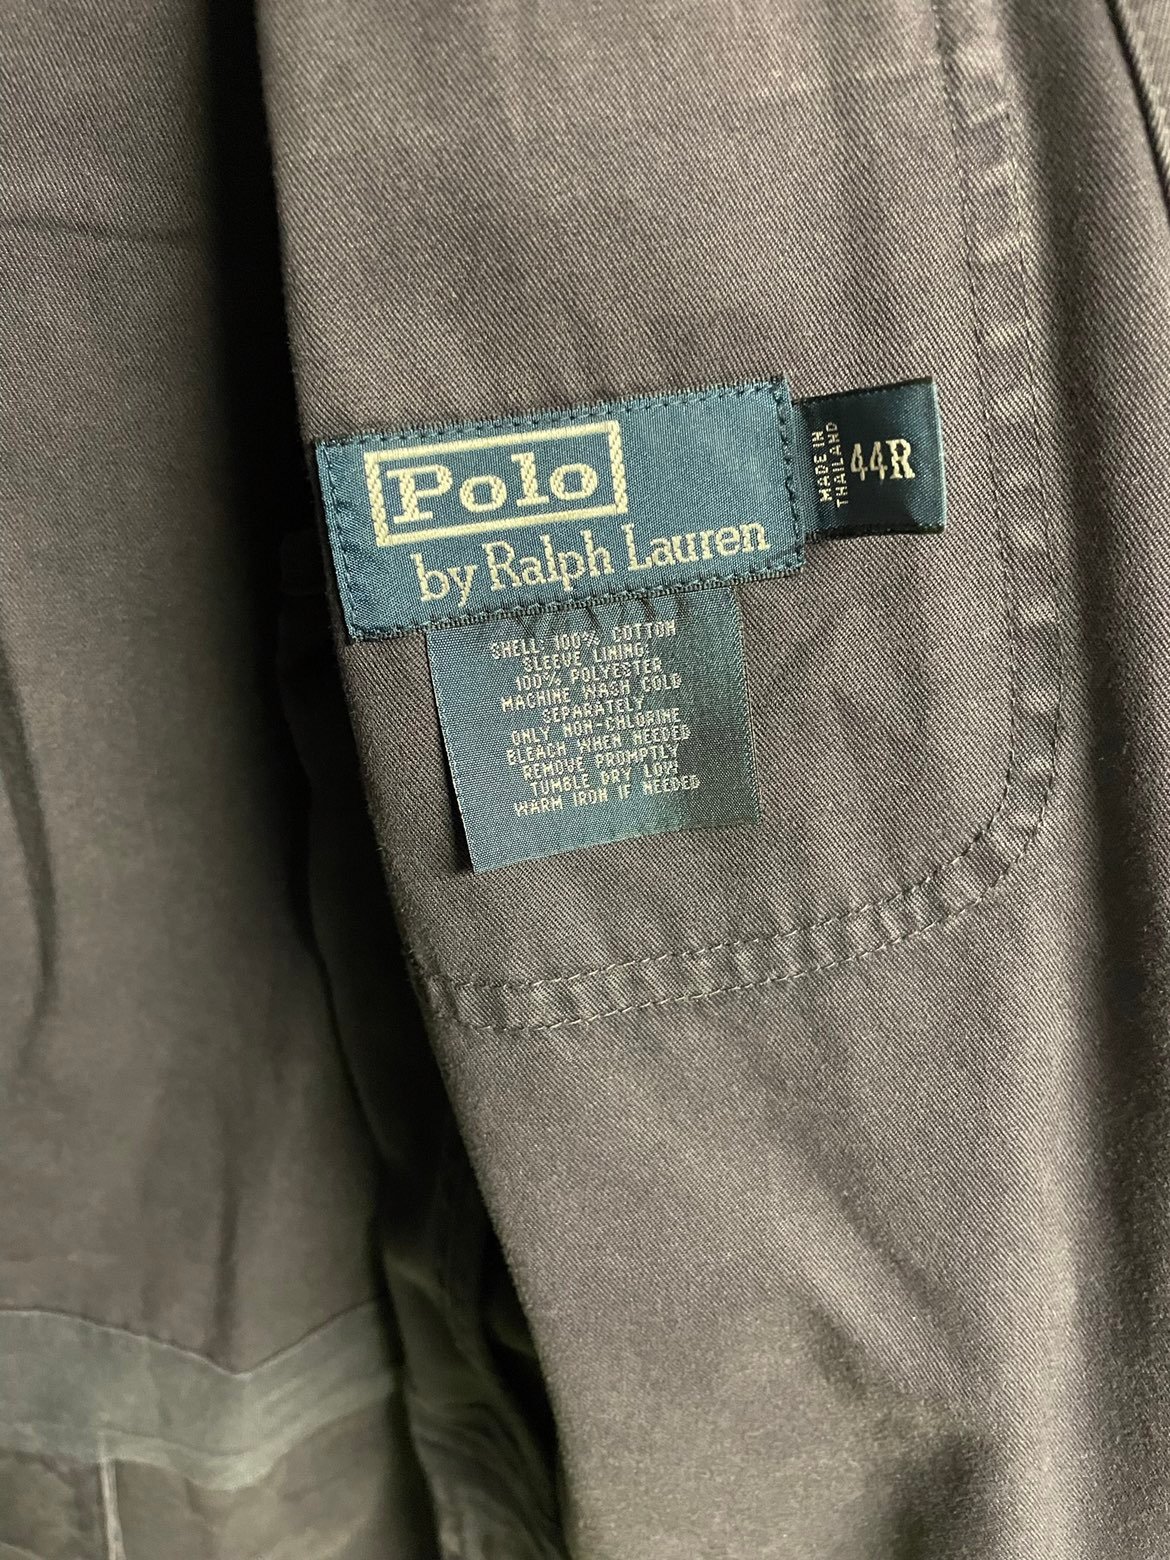 Polo
by Ralph Lauren
MADE IN
THAILAND
44R
SHELL 100% COTTON
SLEEVE LINING:
100% POLYESTER
MACHINE WASH COLD
SEPARATELY
ONLY NON-CHLORINE
BLEACH WHEN NEEDED
REMOVE PROMPTLY
TUMBLE DRY LOW
WARM IRON IF NEEDED